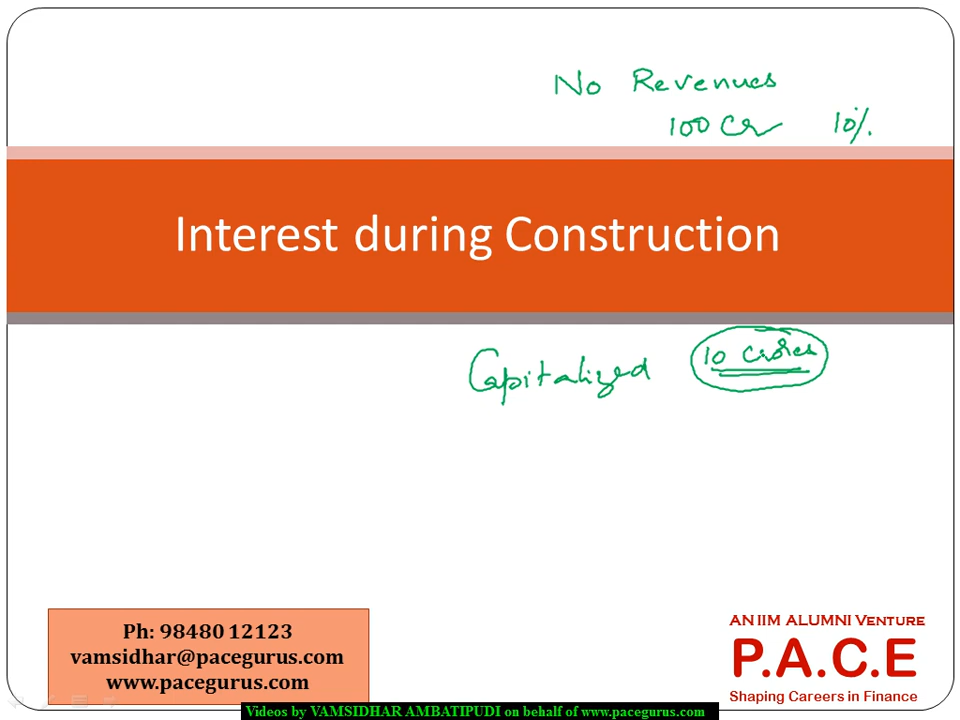 No Revenues
100 Cr 10%.
Interest during Construction
Capitalized 10 crores
Ph: 98480 12123
vamsidhar@pacegurus.com
www.pacegurus.com
AN IIM ALUMNI VENTURE
P.A.C.E
Shaping Careers in Finance
Videos by VAMSIDHAR AMBATIPUDI on behalf of www.pacegurus.com